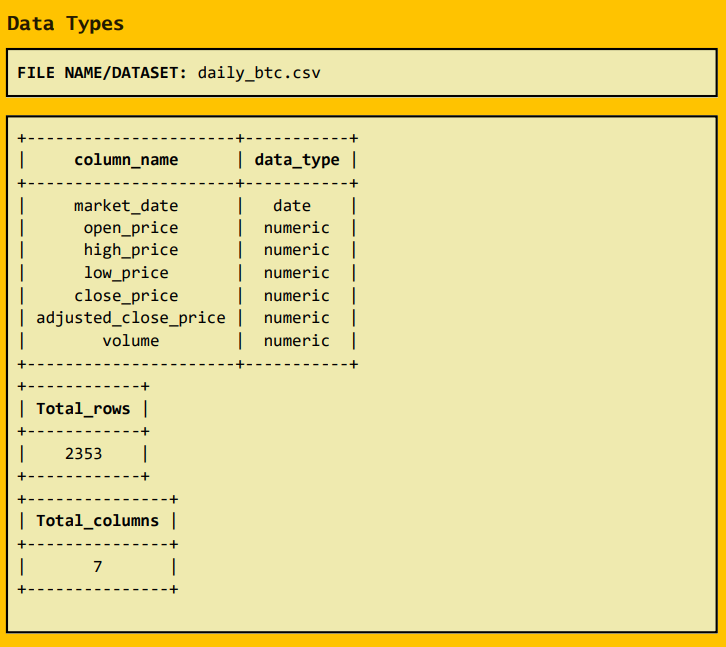 Data Types
FILE NAME/DATASET: daily_btc.csv
+----------------------+-----------+
|     column_name      | data_type |
+----------------------+-----------+
|     market_date      |   date    |
|      open_price      |  numeric  |
|      high_price      |  numeric  |
|      low_price       |  numeric  |
|     close_price      |  numeric  |
| adjusted_close_price |  numeric  |
|        volume        |  numeric  |
+----------------------+-----------+
+------------+
| Total_rows |
+------------+
|    2353    |
+------------+
+---------------+
| Total_columns |
+---------------+
|       7       |
+---------------+